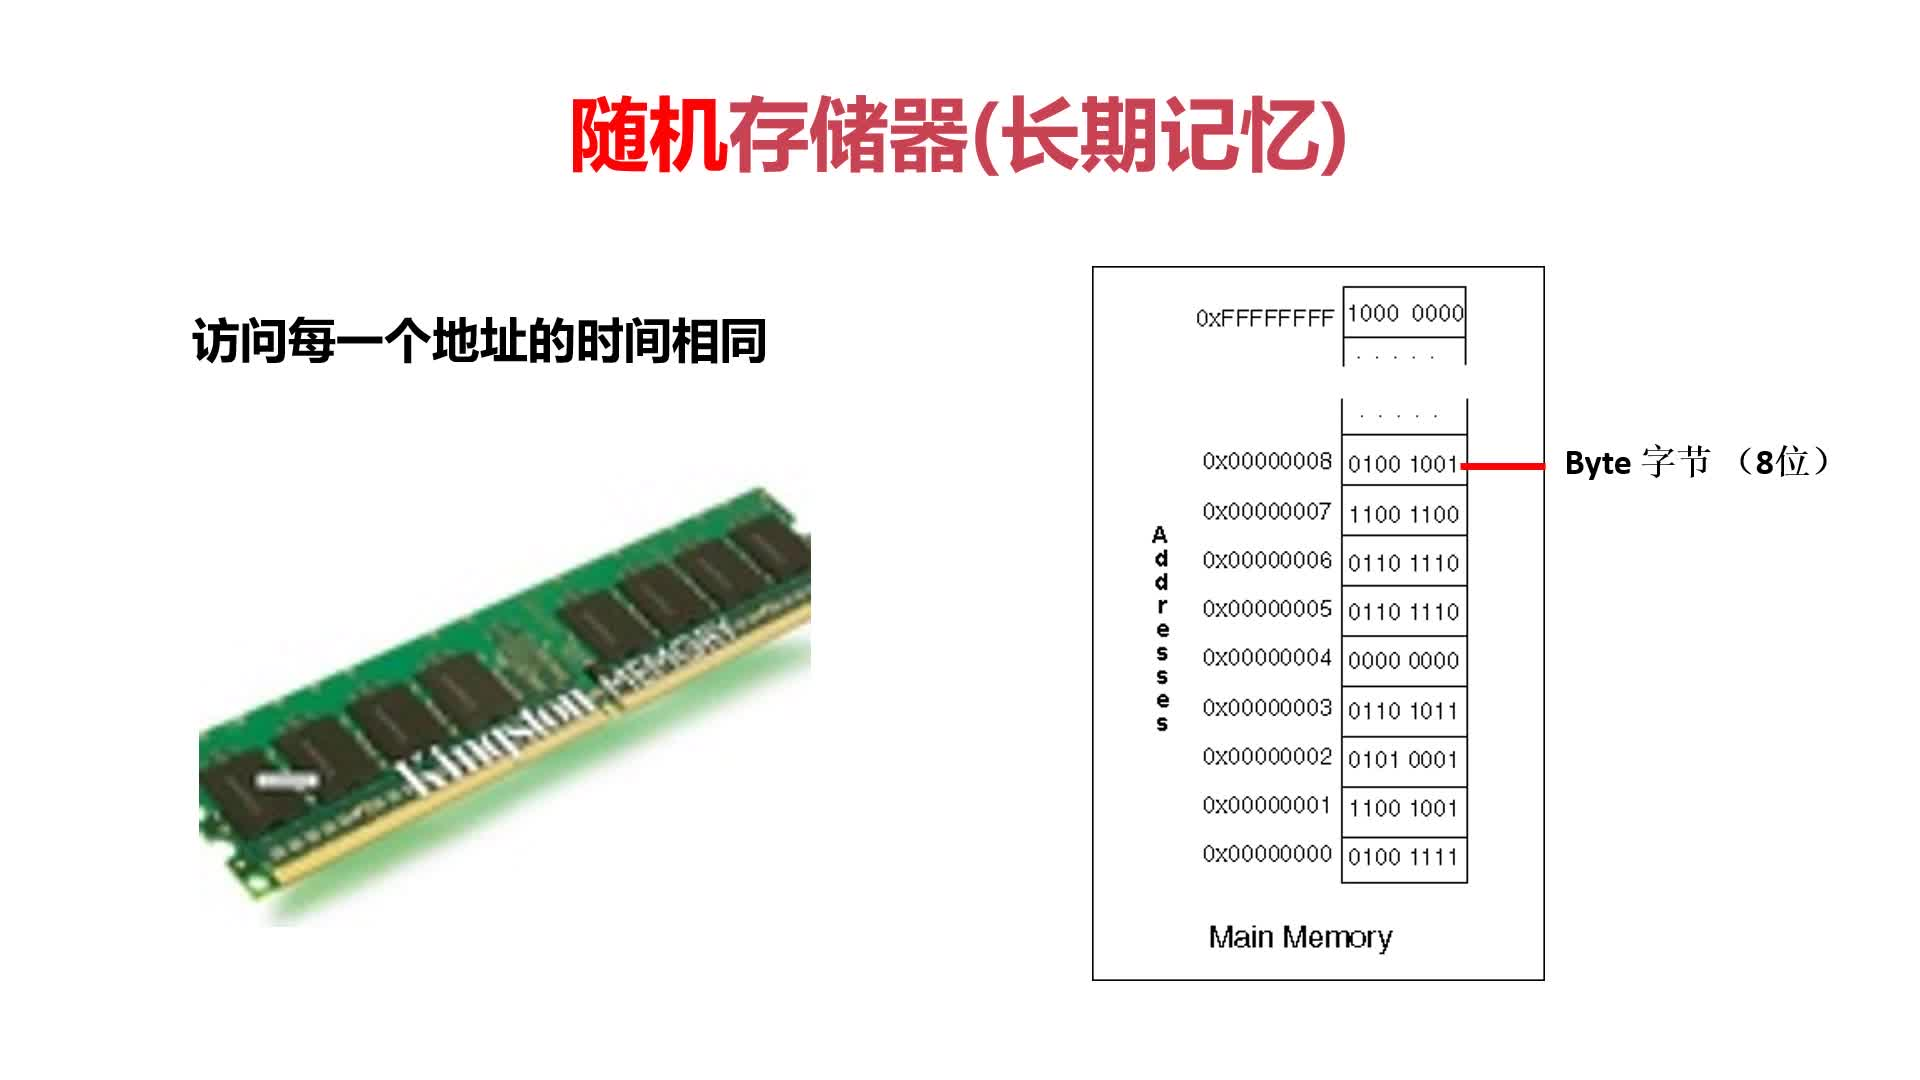 随机存储器(长期记忆)
访问每一个地址的时间相同
Kingston MEMORY
0xFFFFFFFF 1000 0000
. . . . .
. . . . .
0x00000008 0100 1001
Byte 字节 （8位）
0x00000007 1100 1100
0x00000006 0110 1110
0x00000005 0110 1110
0x00000004 0000 0000
0x00000003 0110 1011
0x00000002 0101 0001
0x00000001 1100 1001
0x00000000 0100 1111
Addresses
Main Memory